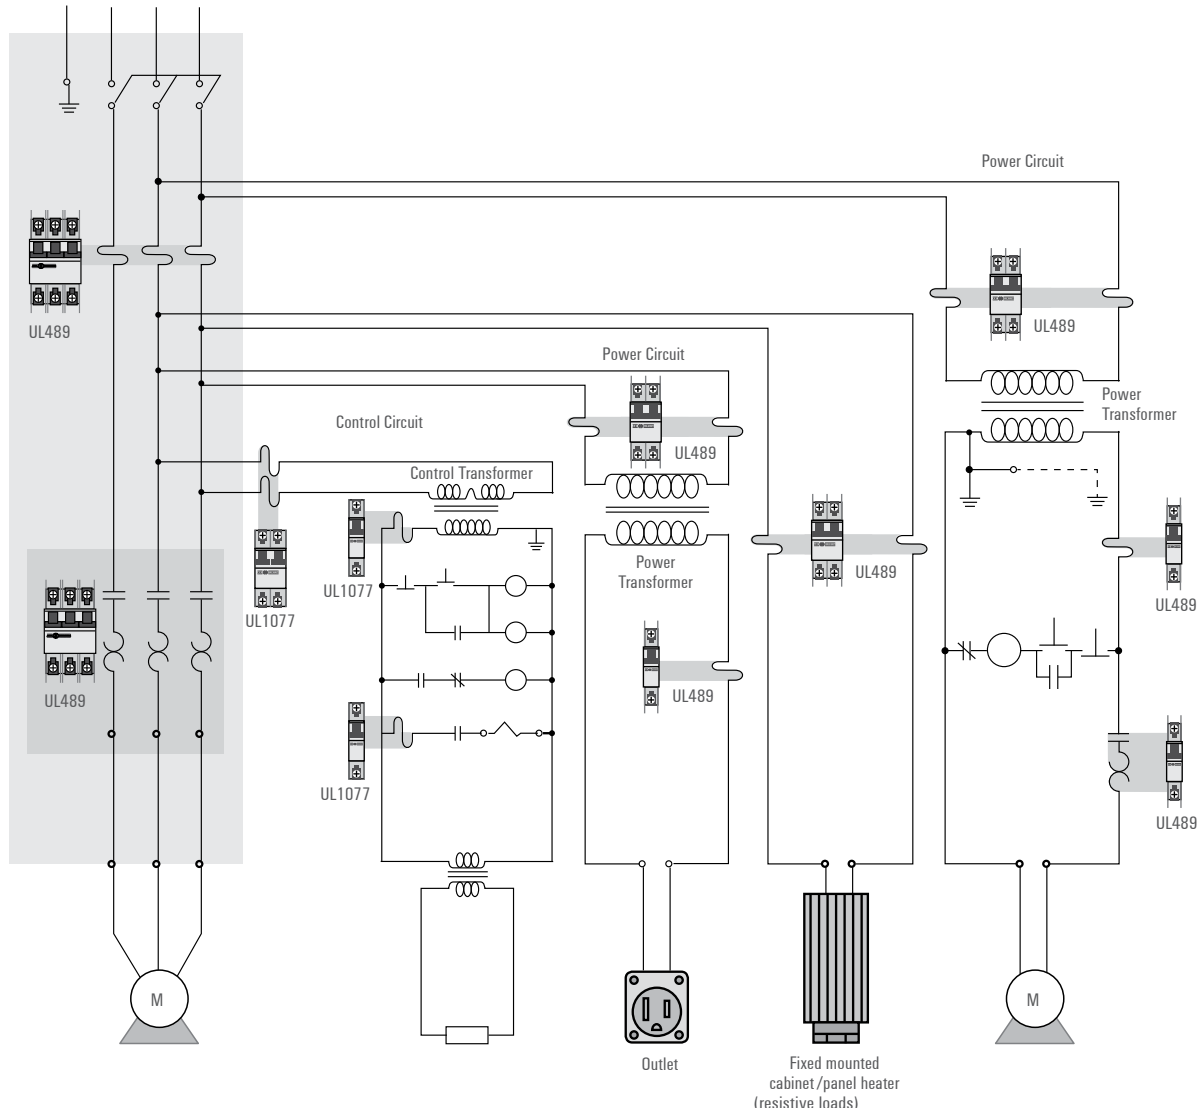 Power Circuit
UL489
UL489
Power Circuit
Power
Transformer
Control Circuit
UL489
Control Transformer
Power
Transformer
UL489
UL1077
UL1077
UL489
UL489
UL489
UL1077
UL489
M
M
Outlet
Fixed mounted
cabinet/panel heater
(resistive loads)